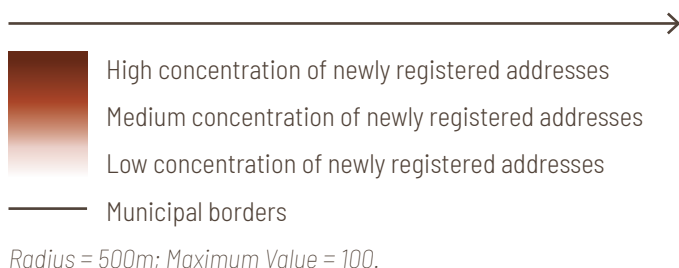 High concentration of newly registered addresses
Medium concentration of newly registered addresses
Low concentration of newly registered addresses
Municipal borders
Radius = 500m; Maximum Value = 100.